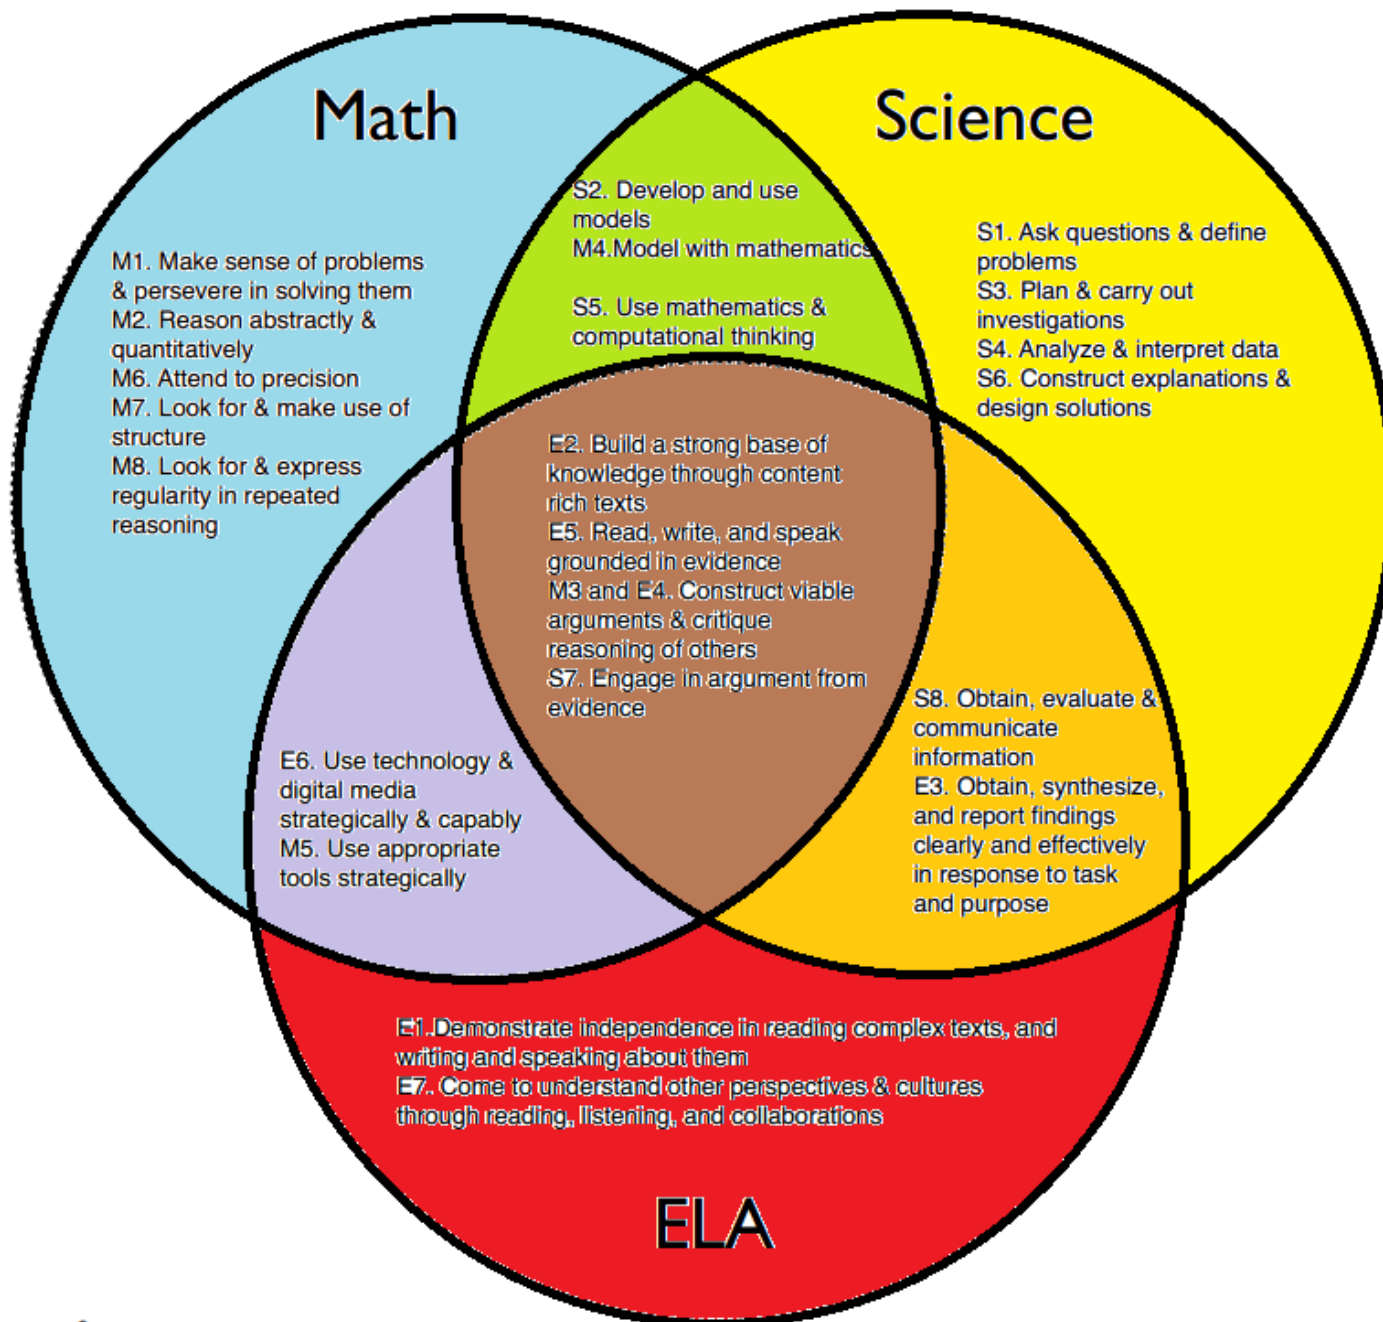 Math
Science
S2. Develop and use
models
M4.Model with mathematics
S5. Use mathematics &
computational thinking
S1. Ask questions & define
problems
S3. Plan & carry out
investigations
S4. Analyze & interpret data
S6. Construct explanations &
design solutions
M1. Make sense of problems
& persevere in solving them
M2. Reason abstractly &
quantitatively
M6. Attend to precision
M7. Look for & make use of
structure
M8. Look for & express
regularity in repeated
reasoning
E2. Build a strong base of
knowledge through content
rich texts
E5. Read, write, and speak
grounded in evidence
M3 and E4. Construct viable
arguments & critique
reasoning of others
S7. Engage in argument from
evidence
E6. Use technology &
digital media
strategically & capably
M5. Use appropriate
tools strategically
S8. Obtain, evaluate &
communicate
information
E3. Obtain, synthesize,
and report findings
clearly and effectively
in response to task
and purpose
E1.Demonstrate independence in reading complex texts, and
writing and speaking about them
E7. Come to understand other perspectives & cultures
through reading, listening, and collaborations
ELA